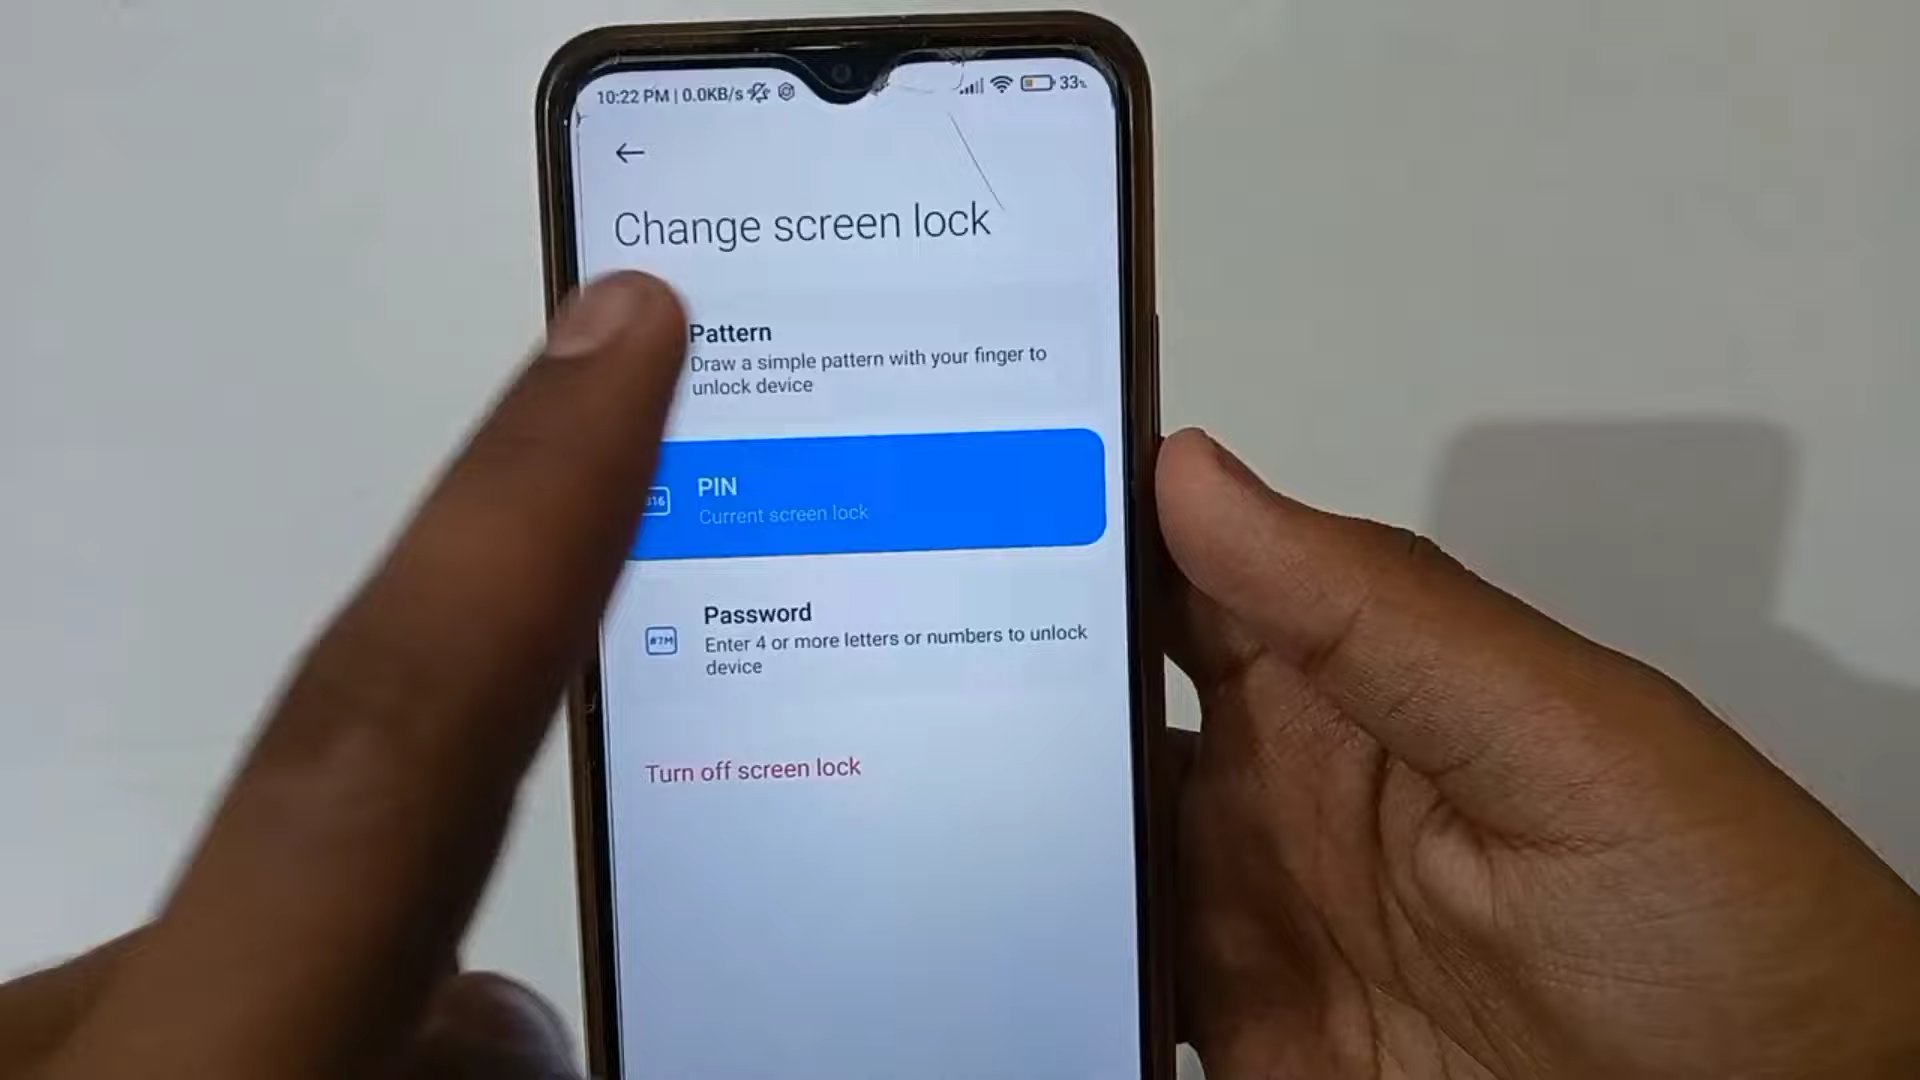 10:22 PM | 0.0KB/s 33%
Change screen lock
Pattern
Draw a simple pattern with your finger to
unlock device
PIN
Current screen lock
Password
#7M
Enter 4 or more letters or numbers to unlock
device
Turn off screen lock